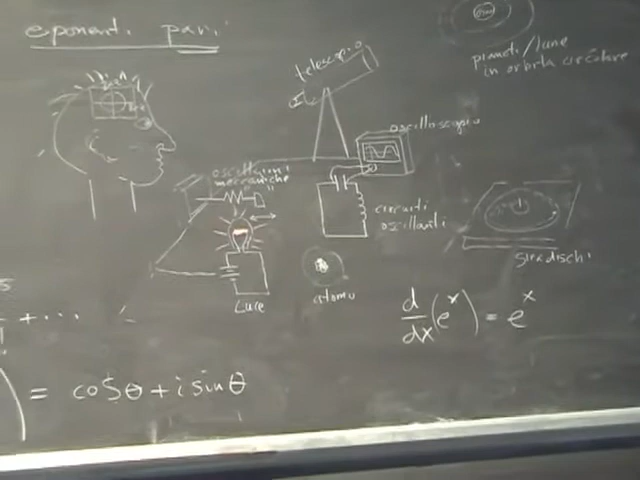 esponenti pari
telescopio
pianeti/lune
in orbita circolare
oscilloscopio
oscillazioni
meccaniche
circuiti
oscillanti
giradischi
Luce
atomo
d/dx (e^x) = e^x
+ ...
= cosθ + i sinθ